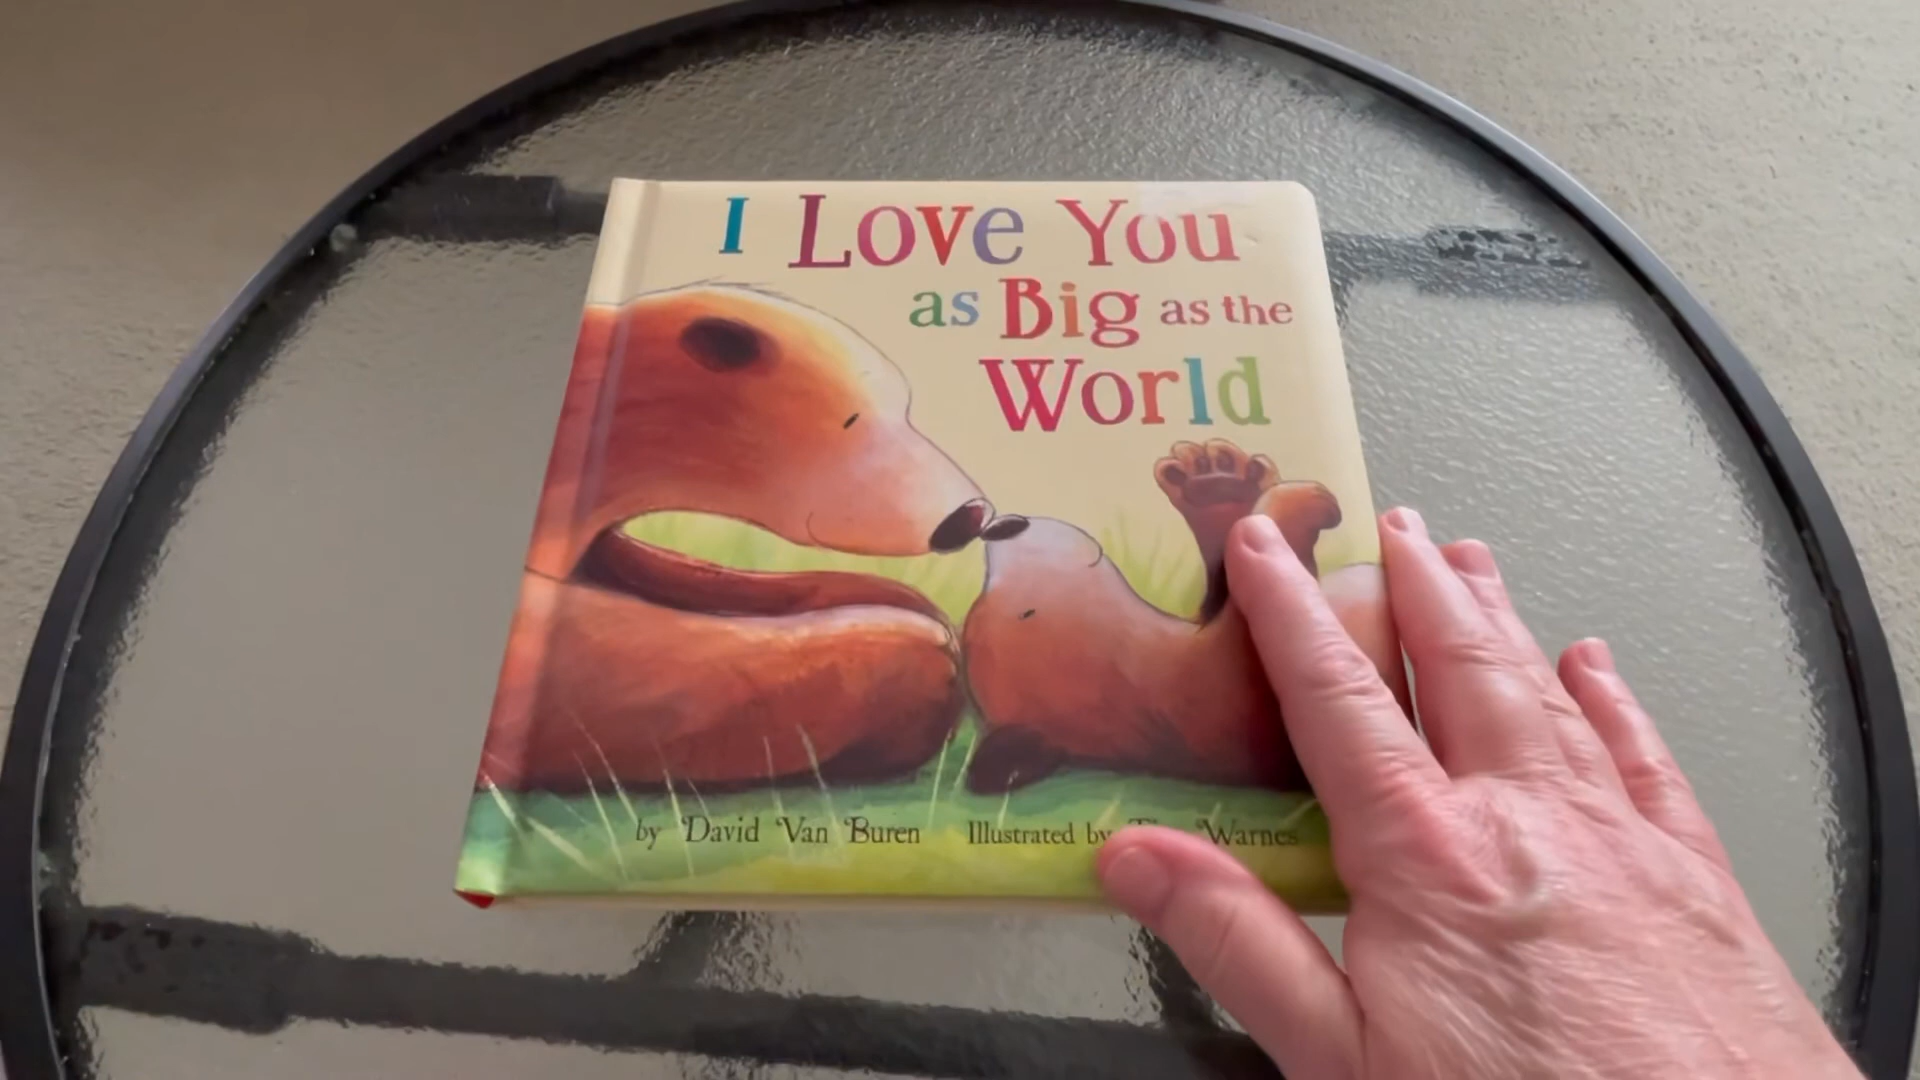 I Love You
as Big as the
World
by David Van Buren Illustrated by Warnes